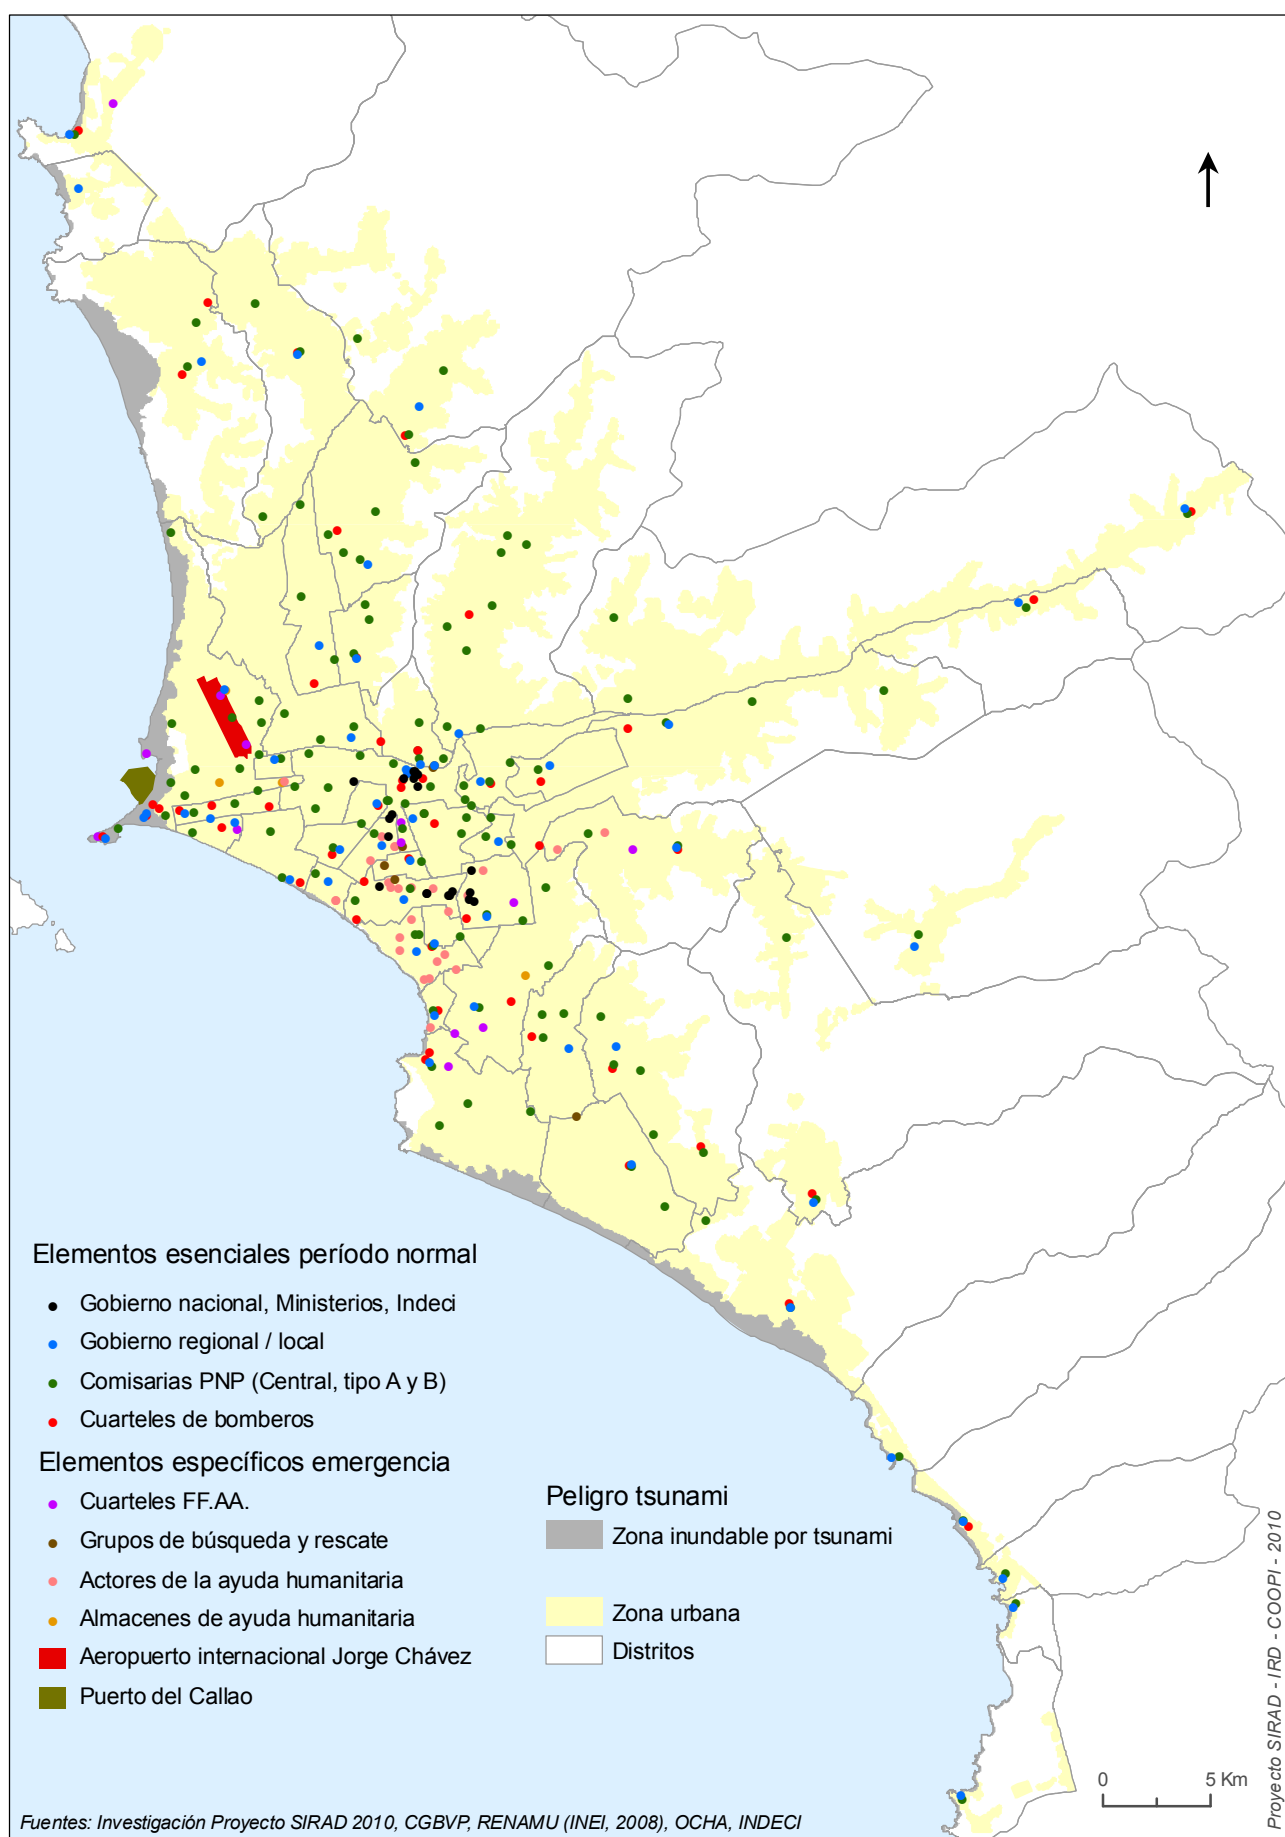 Elementos esenciales período normal
Gobierno nacional, Ministerios, Indeci
Gobierno regional / local
Comisarias PNP (Central, tipo A y B)
Cuarteles de bomberos
Elementos específicos emergencia
Cuarteles FF.AA.
Grupos de búsqueda y rescate
Actores de la ayuda humanitaria
Almacenes de ayuda humanitaria
Aeropuerto internacional Jorge Chávez
Puerto del Callao
Peligro tsunami
Zona inundable por tsunami
Zona urbana
Distritos
0 5 Km
Fuentes: Investigación Proyecto SIRAD 2010, CGBVP, RENAMU (INEI, 2008), OCHA, INDECI
Proyecto SIRAD - IRD - COOPI - 2010